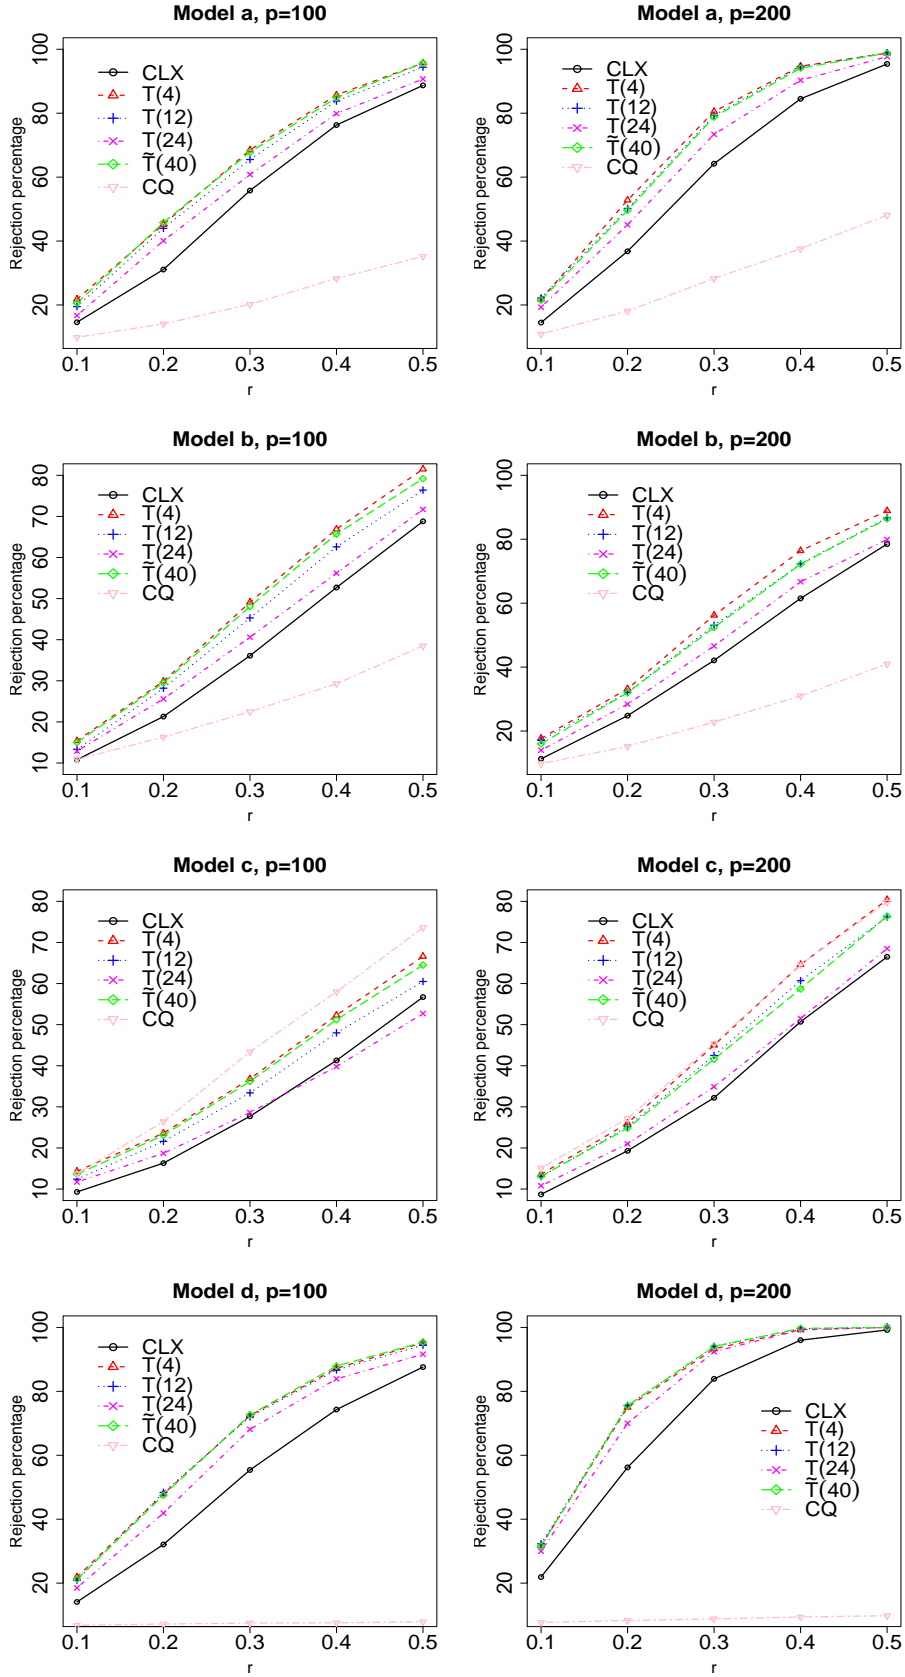 Model a, p=100
Rejection percentage
100
80
60
40
20
CLX
T(4)
T(12)
T(24)
T̃(40)
CQ
0.1 0.2 0.3 0.4 0.5
r
Model a, p=200
Rejection percentage
100
80
60
40
20
CLX
T(4)
T(12)
T(24)
T̃(40)
CQ
0.1 0.2 0.3 0.4 0.5
r
Model b, p=100
Rejection percentage
80
70
60
50
40
30
20
10
CLX
T(4)
T(12)
T(24)
T̃(40)
CQ
0.1 0.2 0.3 0.4 0.5
r
Model b, p=200
Rejection percentage
100
80
60
40
20
CLX
T(4)
T(12)
T(24)
T̃(40)
CQ
0.1 0.2 0.3 0.4 0.5
r
Model c, p=100
Rejection percentage
80
70
60
50
40
30
20
10
CLX
T(4)
T(12)
T(24)
T̃(40)
CQ
0.1 0.2 0.3 0.4 0.5
r
Model c, p=200
Rejection percentage
80
70
60
50
40
30
20
10
CLX
T(4)
T(12)
T(24)
T̃(40)
CQ
0.1 0.2 0.3 0.4 0.5
r
Model d, p=100
Rejection percentage
100
80
60
40
20
CLX
T(4)
T(12)
T(24)
T̃(40)
CQ
0.1 0.2 0.3 0.4 0.5
r
Model d, p=200
Rejection percentage
100
80
60
40
20
CLX
T(4)
T(12)
T(24)
T̃(40)
CQ
0.1 0.2 0.3 0.4 0.5
r